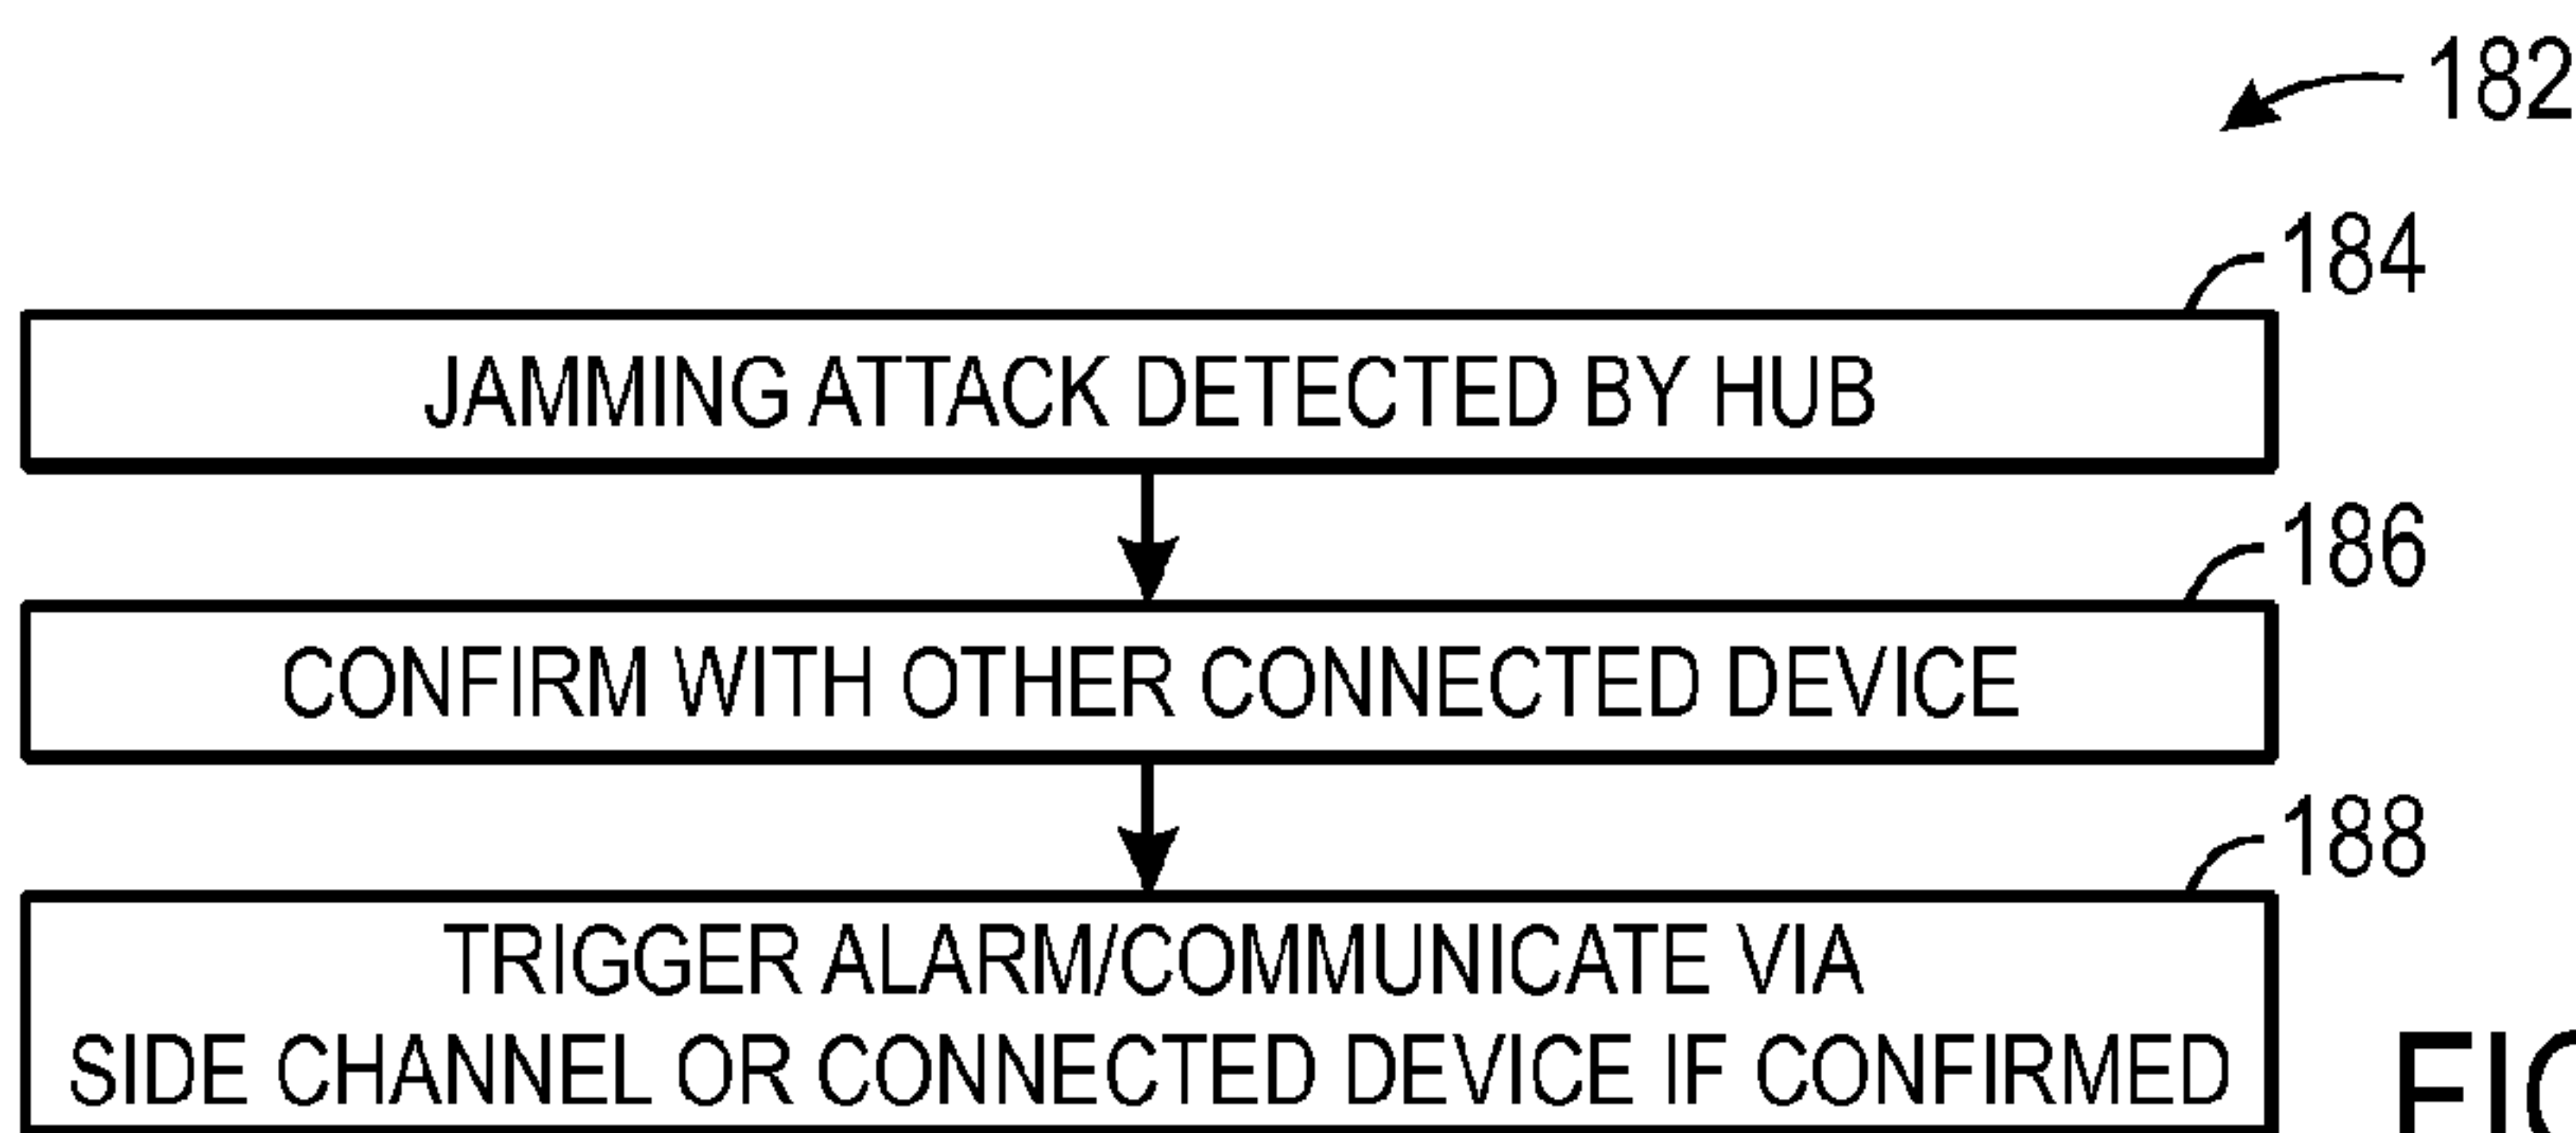 182
184
JAMMING ATTACK DETECTED BY HUB
186
CONFIRM WITH OTHER CONNECTED DEVICE
188
TRIGGER ALARM/COMMUNICATE VIA
SIDE CHANNEL OR CONNECTED DEVICE IF CONFIRMED